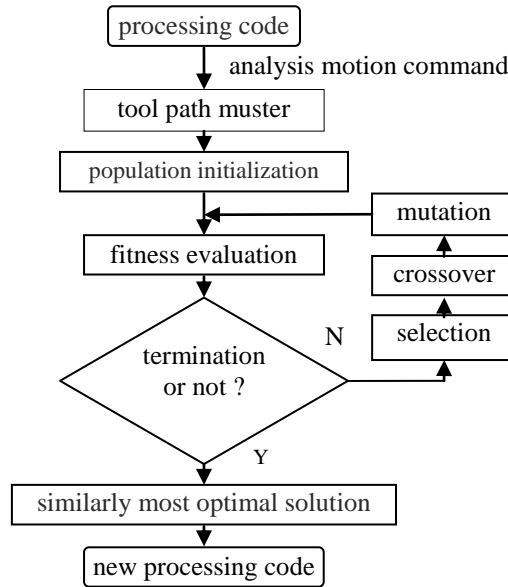 processing code
analysis motion command
tool path muster
population initialization
mutation
fitness evaluation
crossover
N
selection
termination
or not ?
Y
similarly most optimal solution
new processing code